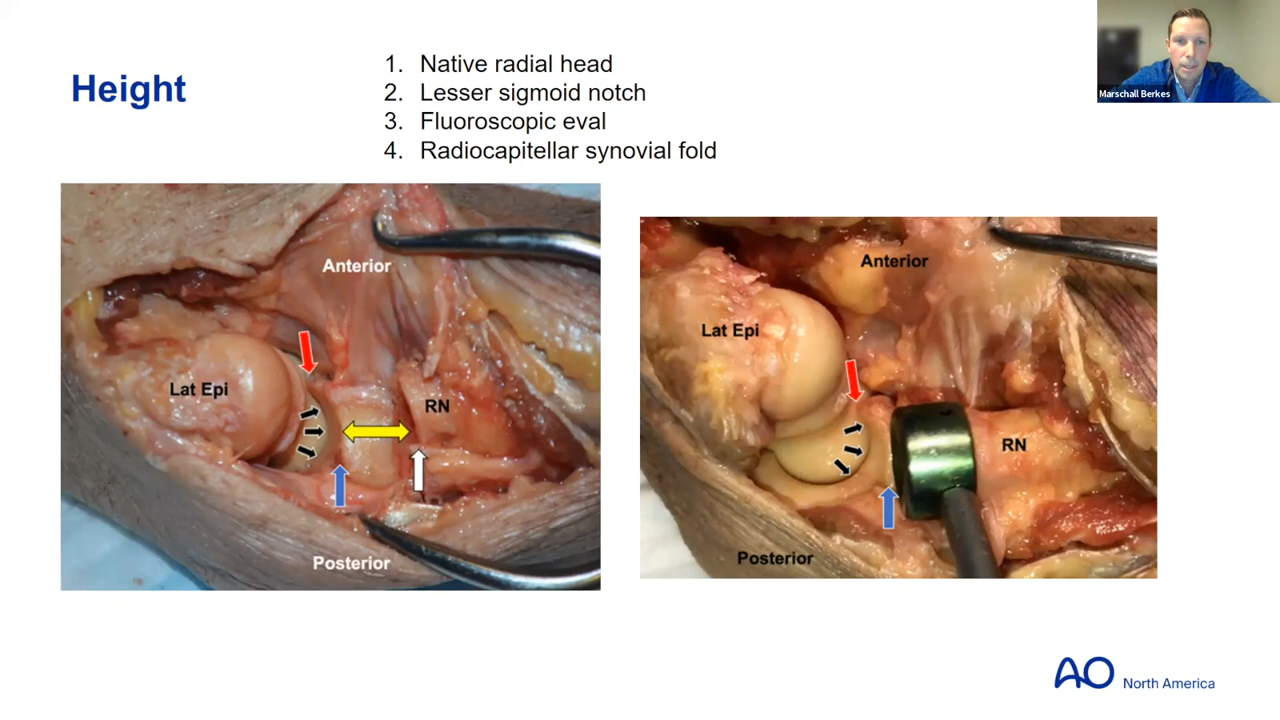 Height
1. Native radial head
2. Lesser sigmoid notch
3. Fluoroscopic eval
4. Radiocapitellar synovial fold
Marschall Berkes
Anterior
Lat Epi
RN
Posterior
Anterior
Lat Epi
RN
Posterior
AO North America